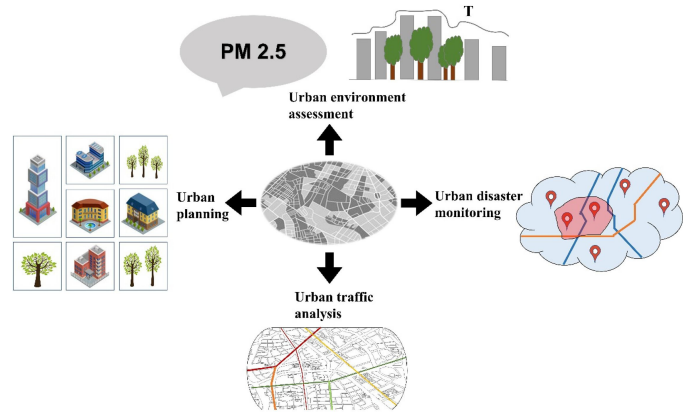 T
PM 2.5
Urban environment
assessment
Urban
planning
Urban disaster
monitoring
Urban traffic
analysis